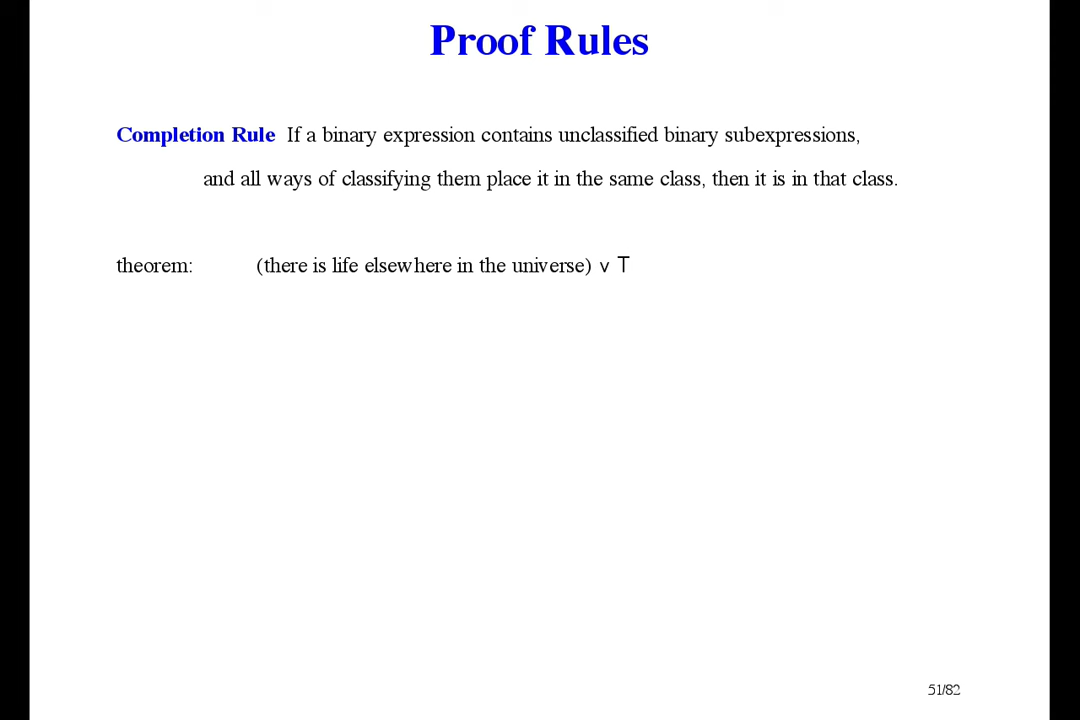 Proof Rules
Completion Rule If a binary expression contains unclassified binary subexpressions,
and all ways of classifying them place it in the same class, then it is in that class.
theorem: (there is life elsewhere in the universe) ∨ ⊤
51/82